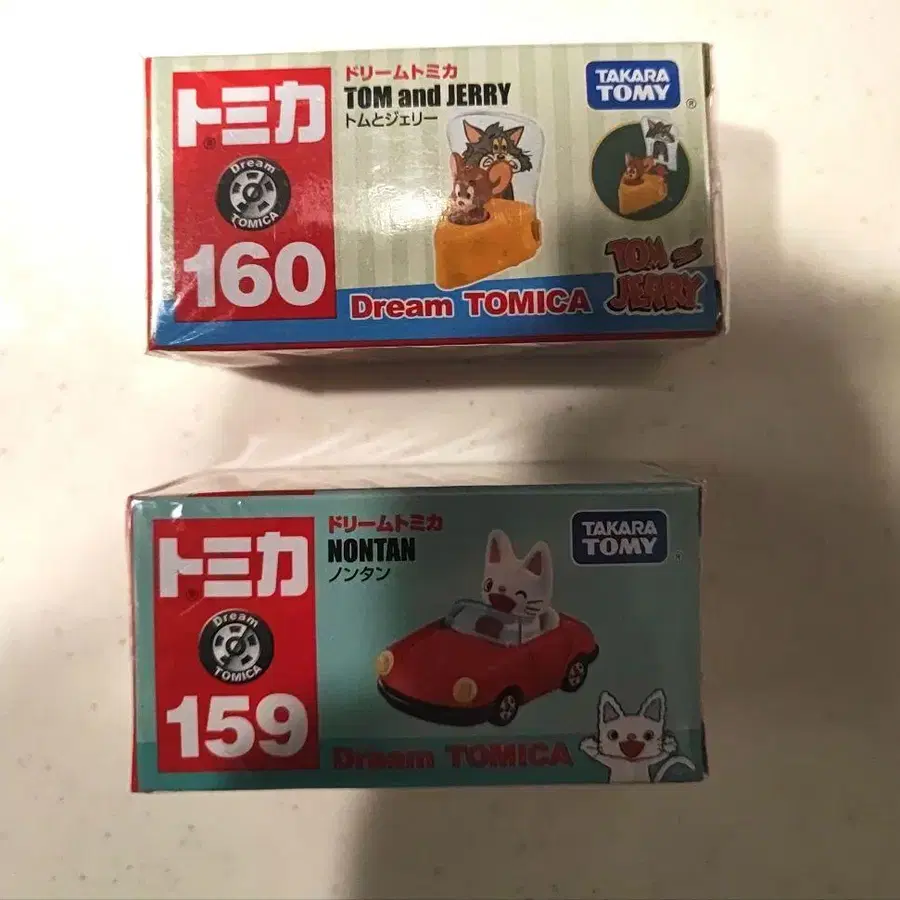 トミカ
®
Dream
TOMICA
160
ドリームトミカ
TOM and JERRY
トムとジェリー
TAKARA
TOMY
®
Dream TOMICA
TOM and
JERRY
トミカ
®
Dream
TOMICA
159
ドリームトミカ
NONTAN
ノンタン
TAKARA
TOMY
®
Dream TOMICA